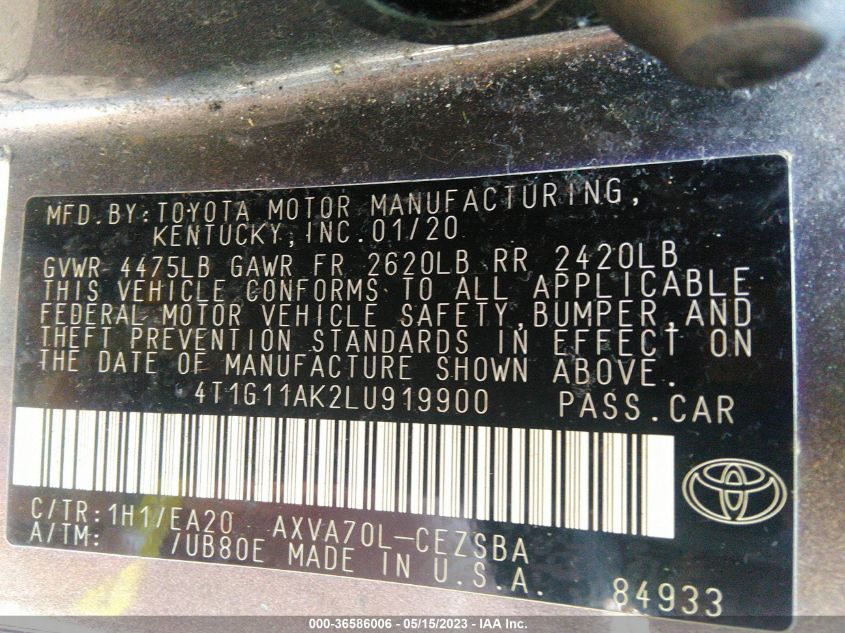 MFD.BY:TOYOTA MOTOR MANUFACTURING,
KENTUCKY,INC.01/20
GVWR 4475LB GAWR FR 2620LB RR 2420LB
THIS VEHICLE CONFORMS TO ALL APPLICABLE
FEDERAL MOTOR VEHICLE SAFETY,BUMPER,AND
THEFT PREVENTION STANDARDS IN EFFECT ON
THE DATE OF MANUFACTURE SHOWN ABOVE.
4T1G11AK2LU919900 PASS.CAR
C/TR:1H1/EA20 AXVA70L-CEZSBA
A/TM: /UB80E MADE IN U.S.A. 84933
000-36586006 - 05/15/2023 - IAA Inc.